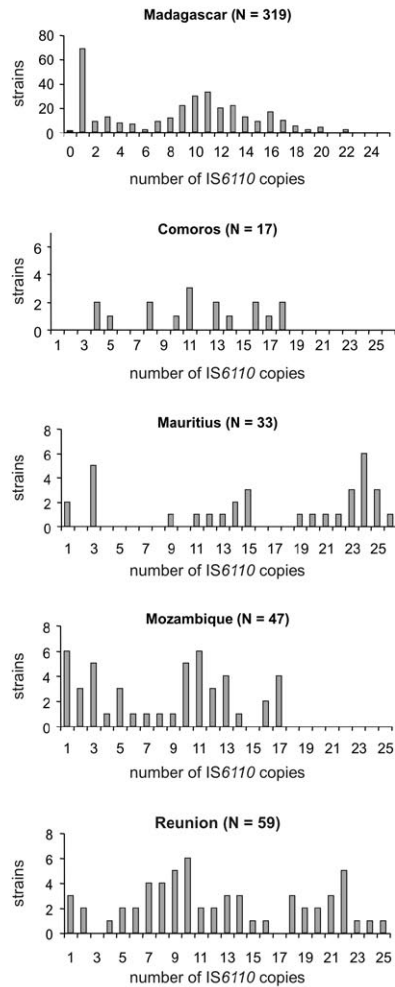 Madagascar (N = 319)
strains
80
60
40
20
0
0 2 4 6 8 10 12 14 16 18 20 22 24
number of IS6110 copies
Comoros (N = 17)
strains
6
4
2
0
1 3 5 7 9 11 13 15 17 19 21 23 25
number of IS6110 copies
Mauritius (N = 33)
strains
8
6
4
2
0
1 3 5 7 9 11 13 15 17 19 21 23 25
number of IS6110 copies
Mozambique (N = 47)
strains
8
6
4
2
0
1 3 5 7 9 11 13 15 17 19 21 23 25
number of IS6110 copies
Reunion (N = 59)
strains
8
6
4
2
0
1 3 5 7 9 11 13 15 17 19 21 23 25
number of IS6110 copies